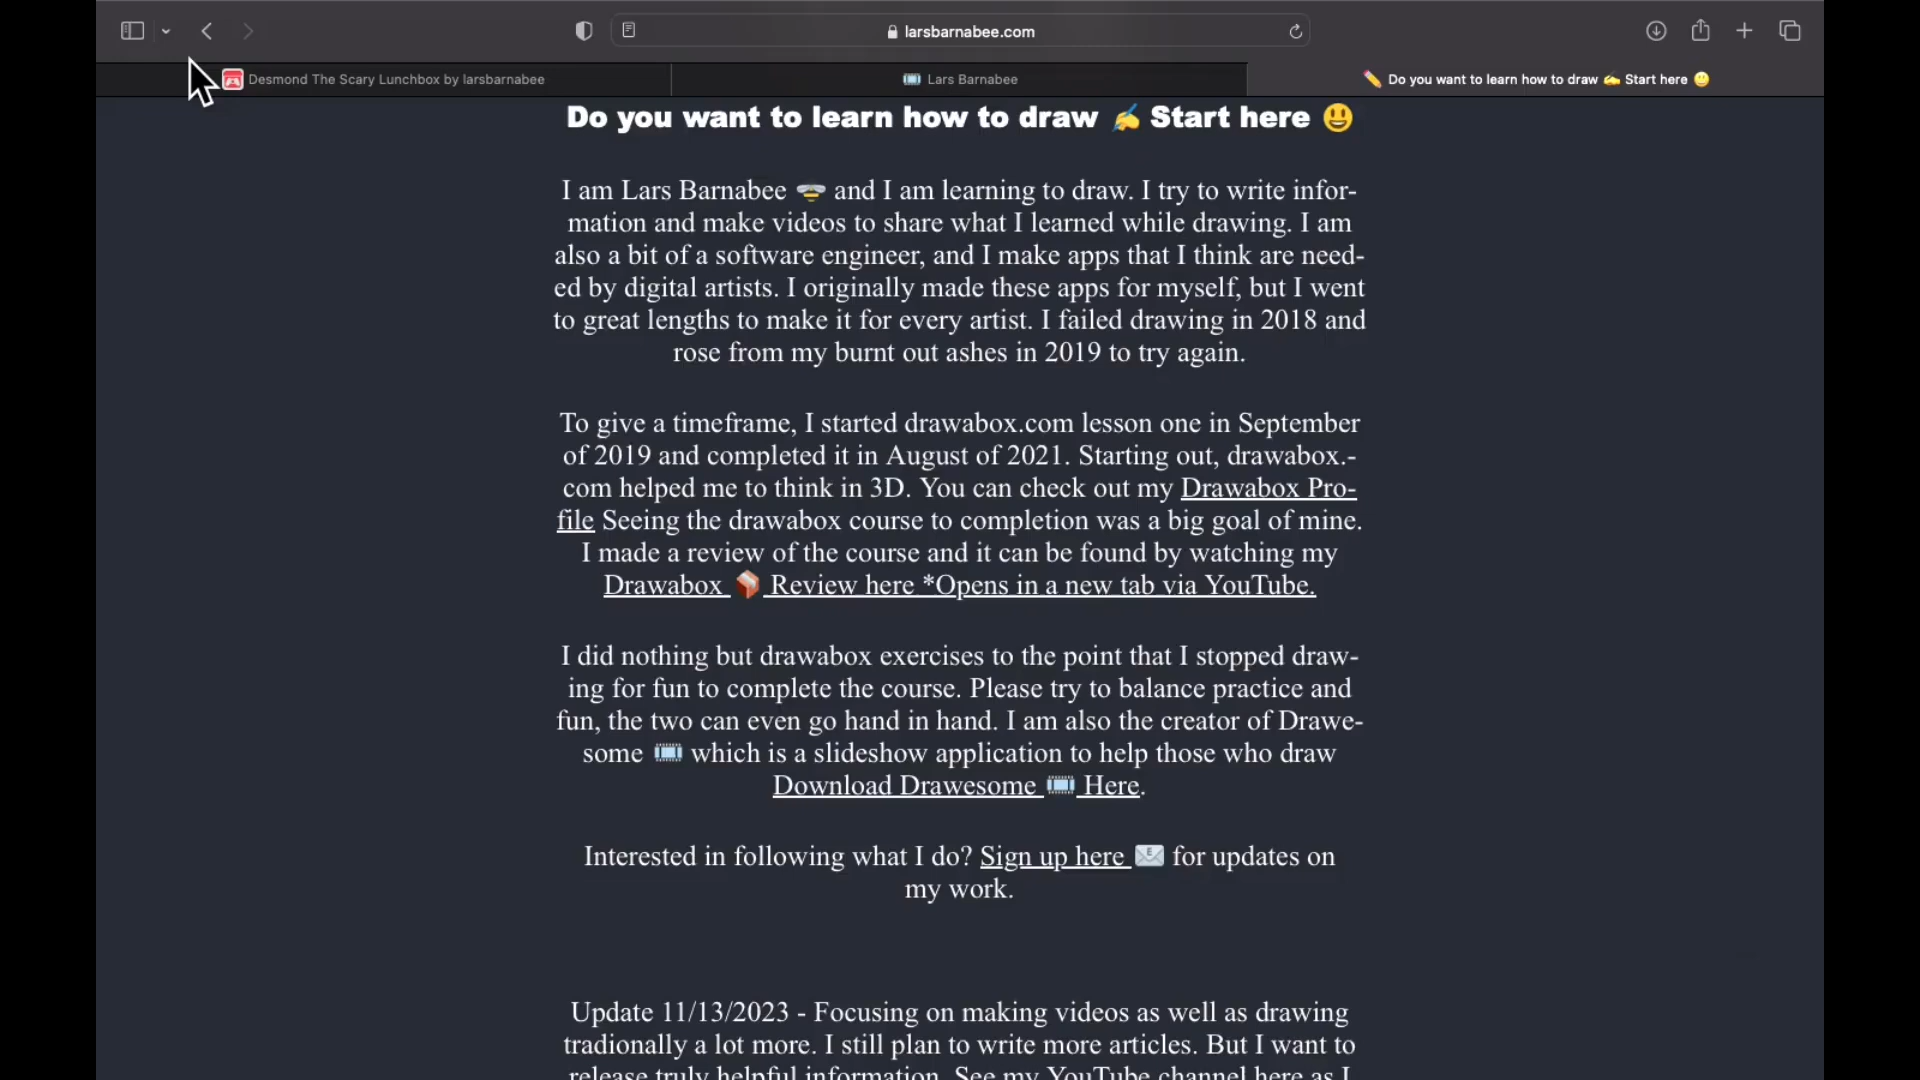 larsbarnabee.com
Desmond The Scary Lunchbox by larsbarnabee
Lars Barnabee
✏️ Do you want to learn how to draw ✍️ Start here 😃
Do you want to learn how to draw ✍️ Start here 😃
I am Lars Barnabee 🐝 and I am learning to draw. I try to write infor-
mation and make videos to share what I learned while drawing. I am
also a bit of a software engineer, and I make apps that I think are need-
ed by digital artists. I originally made these apps for myself, but I went
to great lengths to make it for every artist. I failed drawing in 2018 and
rose from my burnt out ashes in 2019 to try again.
To give a timeframe, I started drawabox.com lesson one in September
of 2019 and completed it in August of 2021. Starting out, drawabox.-
com helped me to think in 3D. You can check out my Drawabox Pro-
file Seeing the drawabox course to completion was a big goal of mine.
I made a review of the course and it can be found by watching my
Drawabox Review here *Opens in a new tab via YouTube.
I did nothing but drawabox exercises to the point that I stopped draw-
ing for fun to complete the course. Please try to balance practice and
fun, the two can even go hand in hand. I am also the creator of Drawe-
some 🎞️ which is a slideshow application to help those who draw
Download Drawesome 🎞️ Here.
Interested in following what I do? Sign up here 📧 for updates on
my work.
Update 11/13/2023 - Focusing on making videos as well as drawing
tradionally a lot more. I still plan to write more articles. But I want to
release truly helpful information. See my YouTube channel here as I